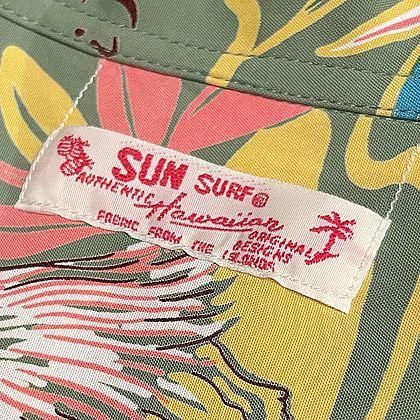 SUN SURF®
AUTHENTIC Hawaiian ORIGINAL
FABRIC FROM THE DESIGNS
ISLANDS